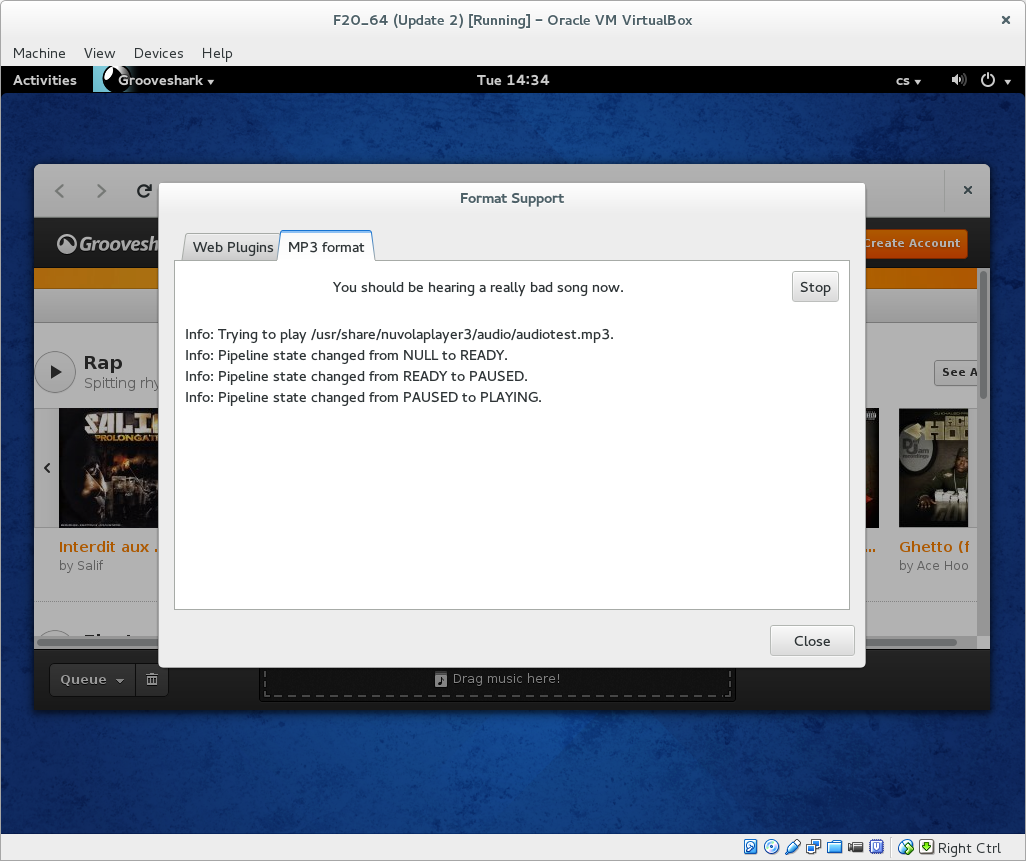 F20_64 (Update 2) [Running] – Oracle VM VirtualBox
Machine View Devices Help
Activities Grooveshark Tue 14:34 cs
Format Support
Web Plugins MP3 format
You should be hearing a really bad song now. Stop
Info: Trying to play /usr/share/nuvolaplayer3/audio/audiotest.mp3.
Info: Pipeline state changed from NULL to READY.
Info: Pipeline state changed from READY to PAUSED.
Info: Pipeline state changed from PAUSED to PLAYING.
Close
Groovesh
Create Account
Rap
Spitting rhy
See A
SALIF
PROLONGATI
Def Jam
recordings
Interdit aux . ... Ghetto (f
by Salif by Ace Hoo
Queue Drag music here!
Right Ctrl